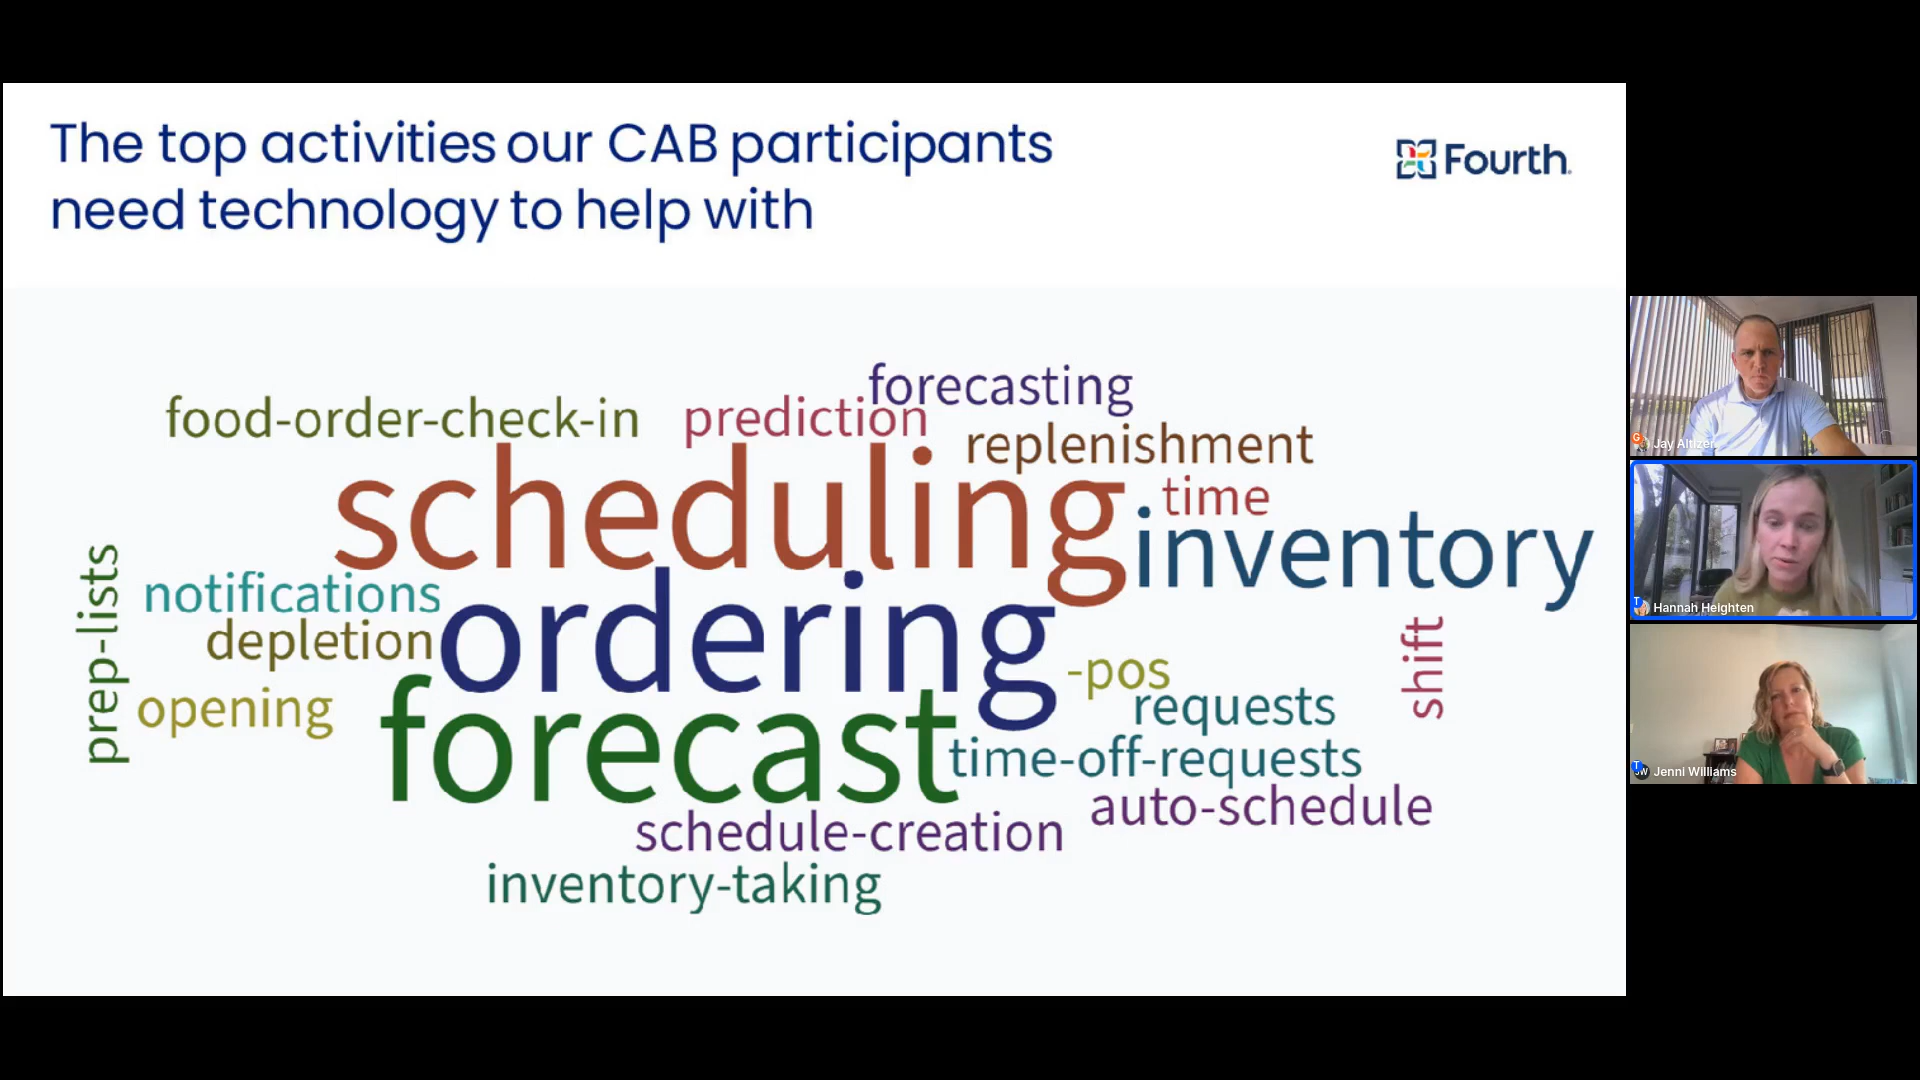 The top activities our CAB participants
need technology to help with
Fourth
forecasting
food-order-check-in
prediction
replenishment
scheduling
time
inventory
prep-lists
notifications
depletion
ordering
-pos
shift
opening
requests
forecast
time-off-requests
auto-schedule
schedule-creation
inventory-taking
Jay Altizer
Hannah Heighten
JW Jenni Williams